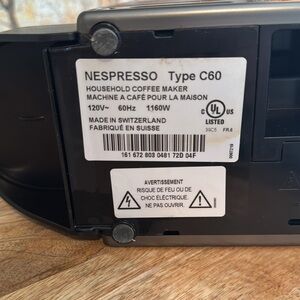 NESPRESSO Type C60
HOUSEHOLD COFFEE MAKER
MACHINE A CAFÉ POUR LA MAISON
120V~ 60Hz 1160W
MADE IN SWITZERLAND
FABRIQUÉ EN SUISSE
C UL US
LISTED
161 672 803 0481 72D 04F
AVERTISSEMENT
RISQUE DE FEU OU DE
CHOC ÉLECTRIQUE.
NE PAS OUVRIR.